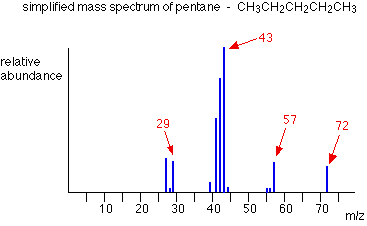 simplified mass spectrum of pentane - CH3CH2CH2CH2CH3
43
relative
abundance
29
57
72
10 20 30 40 50 60 70
m/z